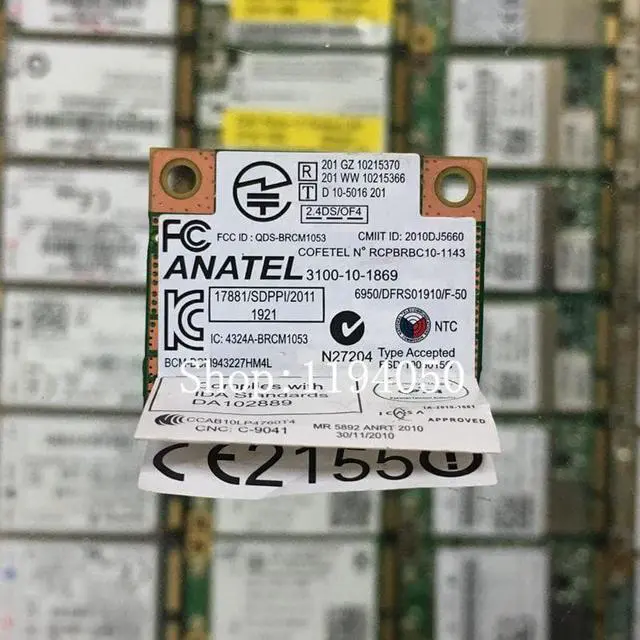 R 201 GZ 10215370
201 WW 10215366
T D 10-5016 201
2.4DS/OF4
FC FCC ID : QDS-BRCM1053 CMIIT ID: 2010DJ5660
COFETEL N° RCPBRBC10-1143
ANATEL 3100-10-1869
17881/SDPPI/2011
1921
6950/DFRS01910/F-50
IC: 4324A-BRCM1053
N27204
NTC
Type Accepted
Shop: 1194050
with
IDA Standards
DA102889
CCAB10LP4760T4
CNC: C-9041
MR 5892 ANRT 2010
30/11/2010
APPROVED
CE2155